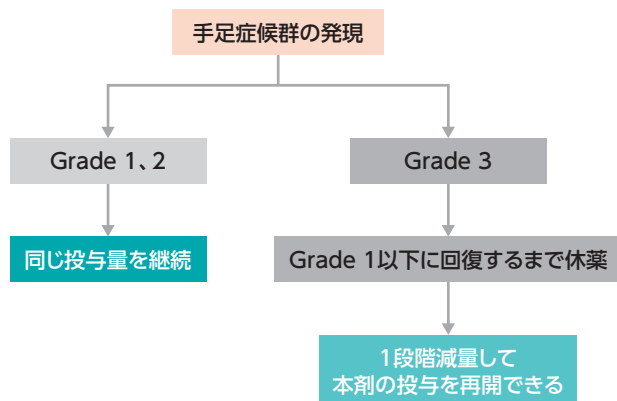 手足症候群の発現
Grade 1、2
Grade 3
同じ投与量を継続
Grade 1以下に回復するまで休薬
1段階減量して
本剤の投与を再開できる